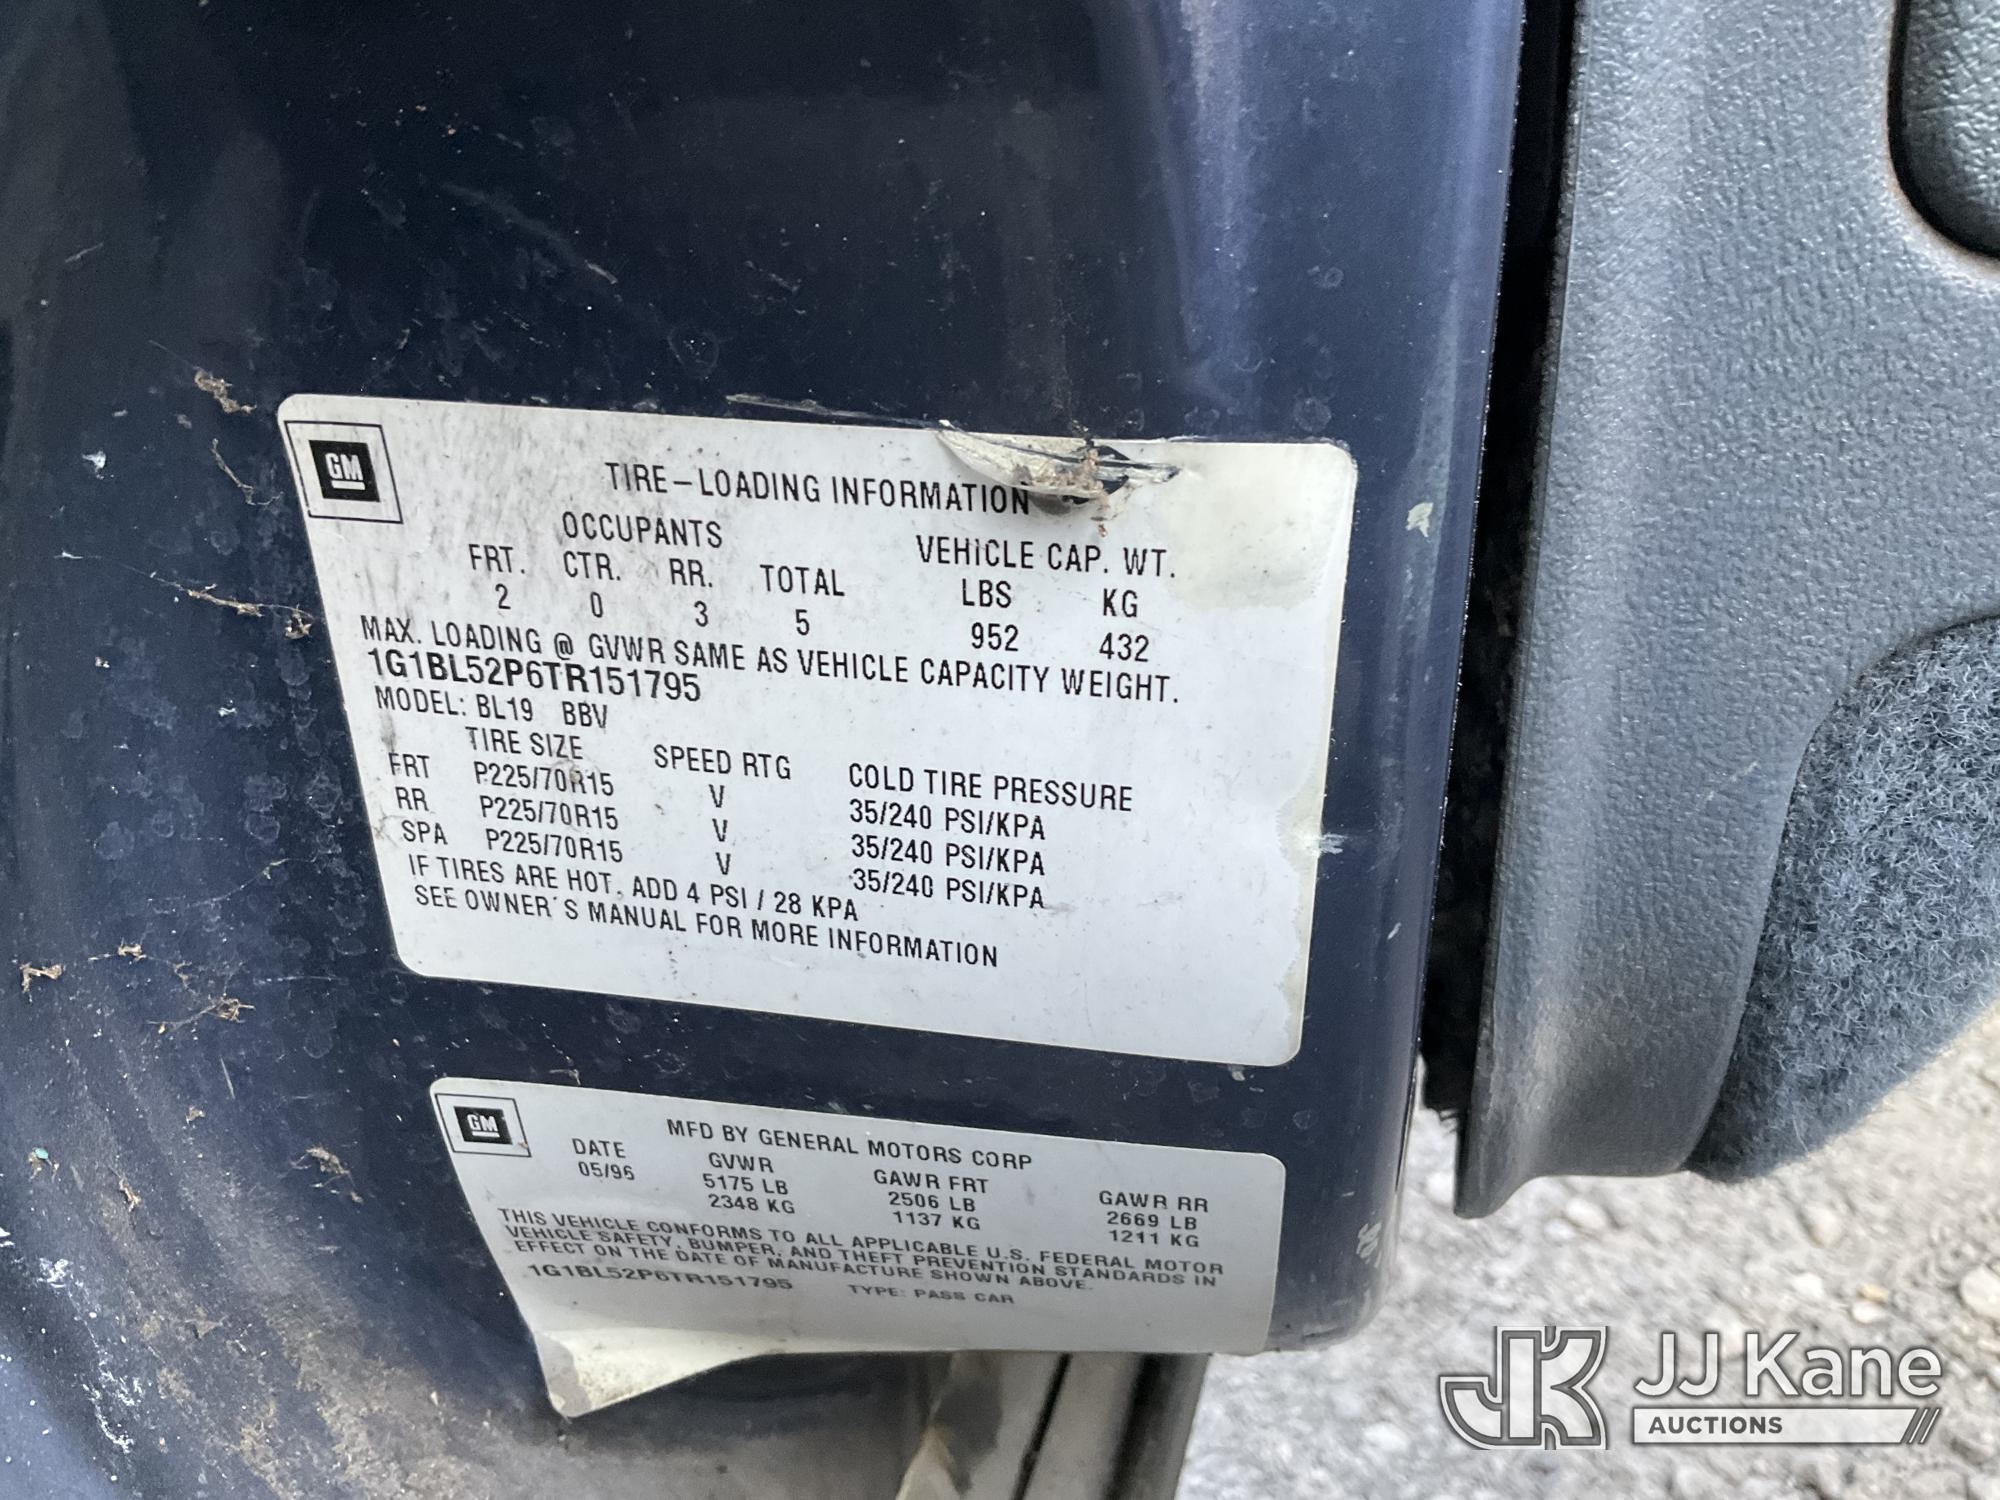 GM
TIRE-LOADING INFORMATION
OCCUPANTS VEHICLE CAP. WT.
FRT. CTR. RR. TOTAL LBS KG
2 0 3 5 952 432
MAX. LOADING @ GVWR SAME AS VEHICLE CAPACITY WEIGHT.
1G1BL52P6TR151795
MODEL: BL19 BBV
TIRE SIZE SPEED RTG COLD TIRE PRESSURE
FRT P225/70R15 V 35/240 PSI/KPA
RR P225/70R15 V 35/240 PSI/KPA
SPA P225/70R15 V 35/240 PSI/KPA
IF TIRES ARE HOT, ADD 4 PSI / 28 KPA
SEE OWNER'S MANUAL FOR MORE INFORMATION
GM
MFD BY GENERAL MOTORS CORP
DATE GVWR GAWR FRT GAWR RR
05/96 5175 LB 2506 LB 2669 LB
2348 KG 1137 KG 1211 KG
THIS VEHICLE CONFORMS TO ALL APPLICABLE U.S. FEDERAL MOTOR
VEHICLE SAFETY, BUMPER, AND THEFT PREVENTION STANDARDS IN
EFFECT ON THE DATE OF MANUFACTURE SHOWN ABOVE.
1G1BL52P6TR151795 TYPE: PASS CAR
JK JJ Kane
AUCTIONS